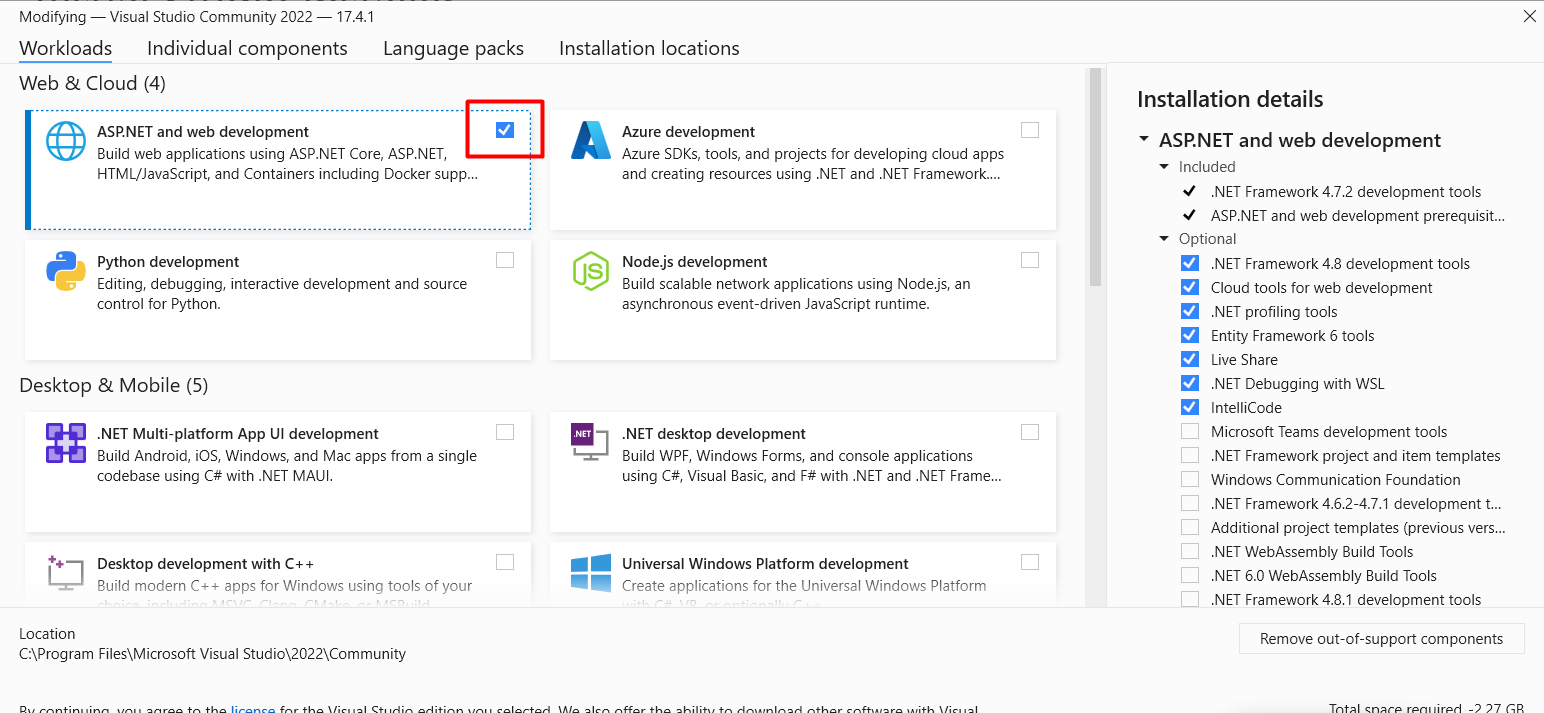 Modifying — Visual Studio Community 2022 — 17.4.1
Workloads
Individual components
Language packs
Installation locations
Web & Cloud (4)
ASP.NET and web development
Build web applications using ASP.NET Core, ASP.NET,
HTML/JavaScript, and Containers including Docker supp...
Azure development
Azure SDKs, tools, and projects for developing cloud apps
and creating resources using .NET and .NET Framework....
Python development
Editing, debugging, interactive development and source
control for Python.
Node.js development
Build scalable network applications using Node.js, an
asynchronous event-driven JavaScript runtime.
Desktop & Mobile (5)
.NET Multi-platform App UI development
Build Android, iOS, Windows, and Mac apps from a single
codebase using C# with .NET MAUI.
.NET
.NET desktop development
Build WPF, Windows Forms, and console applications
using C#, Visual Basic, and F# with .NET and .NET Frame...
Desktop development with C++
Build modern C++ apps for Windows using tools of your
choice, including MSVC, Clang, CMake, or MSBuild.
Universal Windows Platform development
Create applications for the Universal Windows Platform
with C#, VB, or optionally C++.
Installation details
ASP.NET and web development
Included
.NET Framework 4.7.2 development tools
ASP.NET and web development prerequisit...
Optional
.NET Framework 4.8 development tools
Cloud tools for web development
.NET profiling tools
Entity Framework 6 tools
Live Share
.NET Debugging with WSL
IntelliCode
Microsoft Teams development tools
.NET Framework project and item templates
Windows Communication Foundation
.NET Framework 4.6.2-4.7.1 development t...
Additional project templates (previous vers...
.NET WebAssembly Build Tools
.NET 6.0 WebAssembly Build Tools
.NET Framework 4.8.1 development tools
Location
C:\Program Files\Microsoft Visual Studio\2022\Community
Remove out-of-support components
By continuing, you agree to the license for the Visual Studio edition you selected. We also offer the ability to download other software with Visual
Total space required -2.27 GB